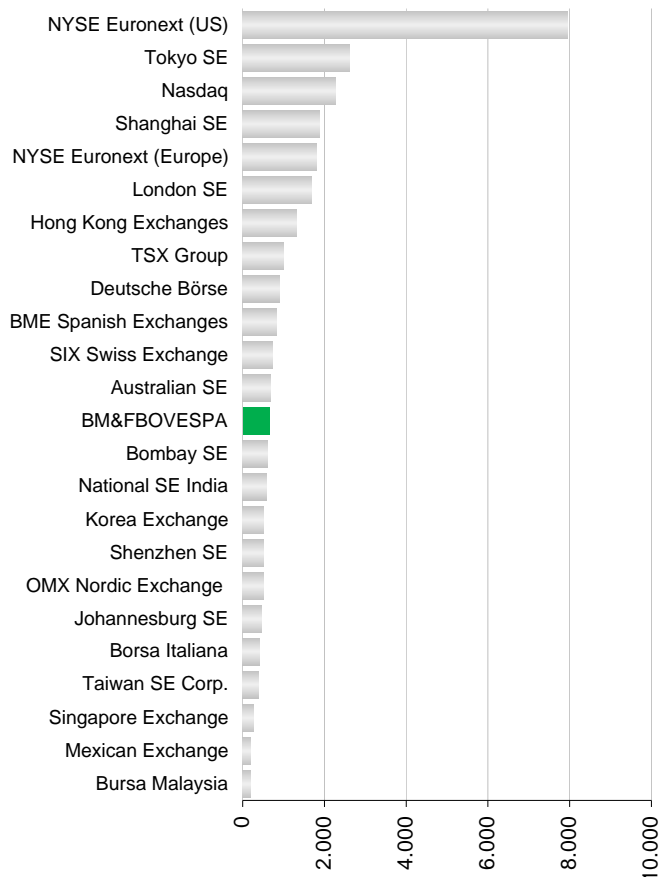 NYSE Euronext (US)
Tokyo SE
Nasdaq
Shanghai SE
NYSE Euronext (Europe)
London SE
Hong Kong Exchanges
TSX Group
Deutsche Börse
BME Spanish Exchanges
SIX Swiss Exchange
Australian SE
BM&FBOVESPA
Bombay SE
National SE India
Korea Exchange
Shenzhen SE
OMX Nordic Exchange
Johannesburg SE
Borsa Italiana
Taiwan SE Corp.
Singapore Exchange
Mexican Exchange
Bursa Malaysia
0
2.000
4.000
6.000
8.000
10.000